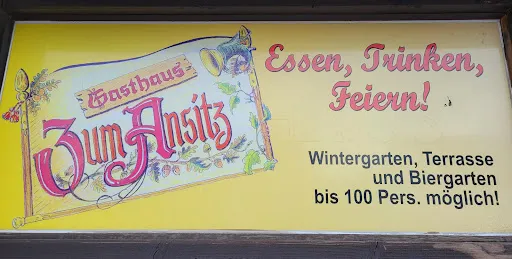 Gasthaus
Zum Ansitz
Essen, Trinken,
Feiern!
Wintergarten, Terrasse
und Biergarten
bis 100 Pers. möglich!